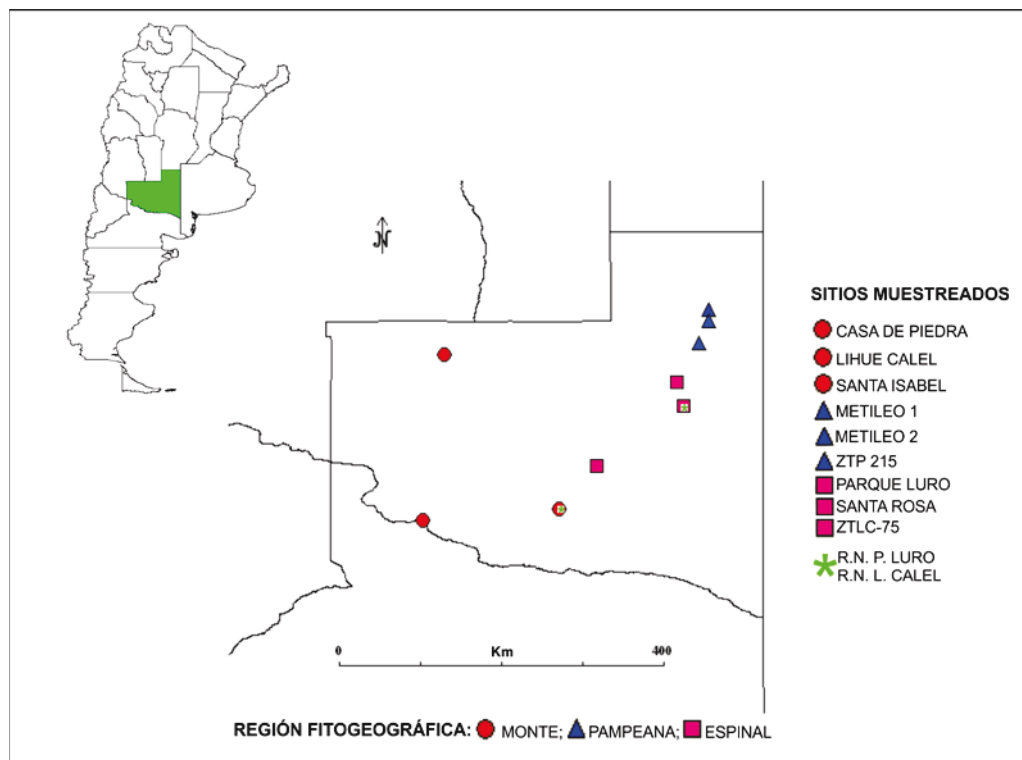 N
SITIOS MUESTREADOS
CASA DE PIEDRA
LIHUE CALEL
SANTA ISABEL
METILEO 1
METILEO 2
ZTP 215
PARQUE LURO
SANTA ROSA
ZTLC-75
R.N. P. LURO
R.N. L. CALEL
0 Km 400
REGIÓN FITOGEOGRÁFICA: MONTE; PAMPEANA; ESPINAL